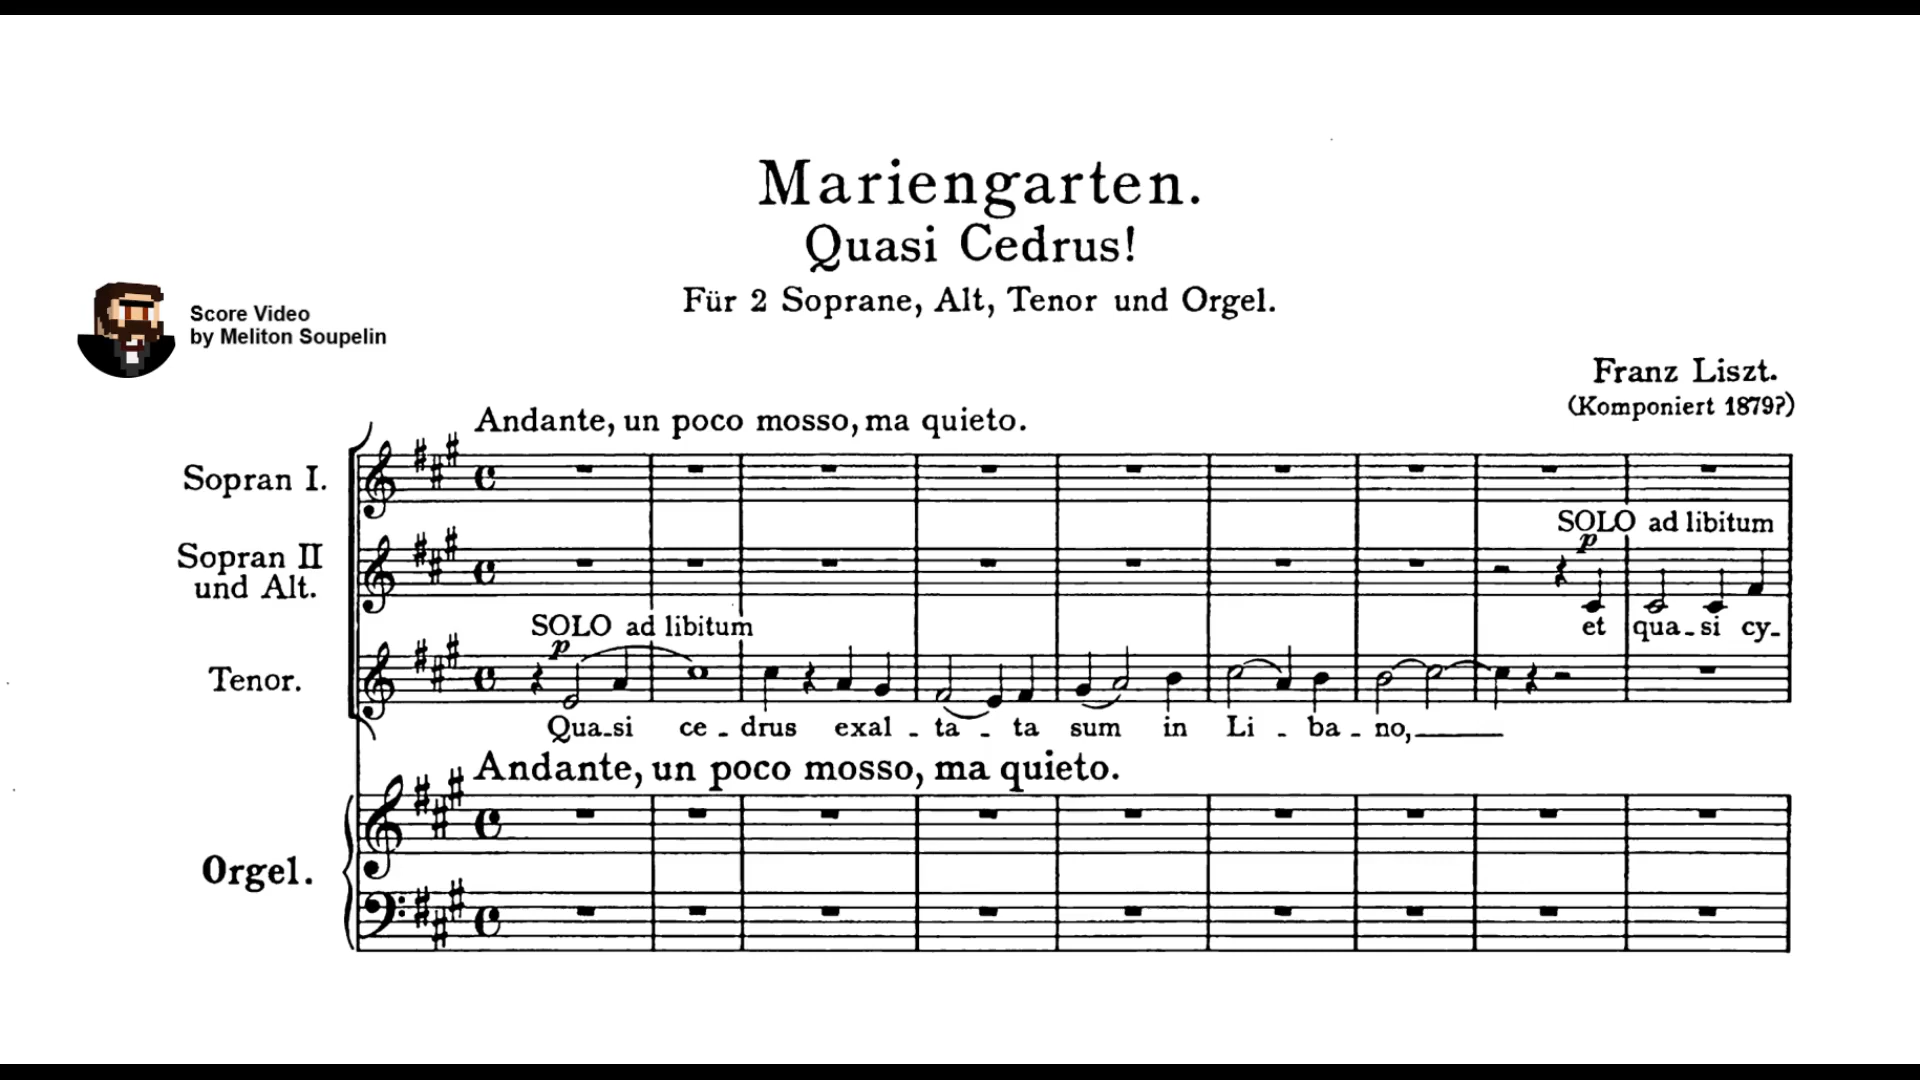 Mariengarten.
Quasi Cedrus!
Für 2 Soprane, Alt, Tenor und Orgel.
Score Video
by Meliton Soupelin
Franz Liszt.
(Komponiert 1879?)
Andante, un poco mosso, ma quieto.
Sopran I.
SOLO ad libitum
p
Sopran II
und Alt.
et qua-si cy-
SOLO ad libitum
p
Tenor.
Qua-si ce-drus exal-ta-ta sum in Li-ba-no,
Andante, un poco mosso, ma quieto.
Orgel.